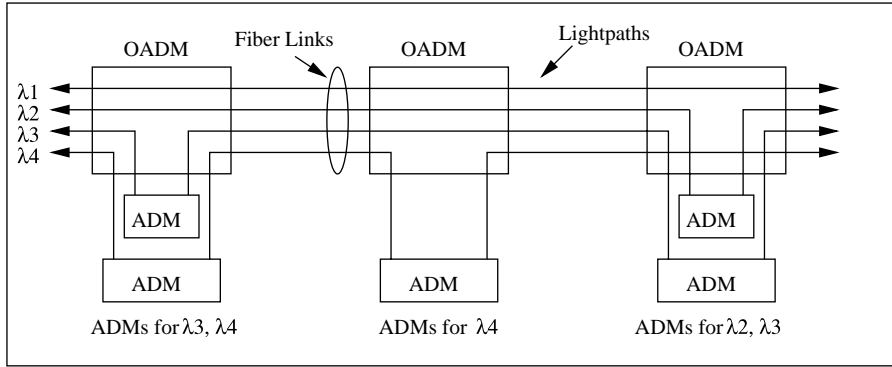 Fiber Links
Lightpaths
OADM
OADM
OADM
λ1
λ2
λ3
λ4
ADM
ADM
ADM
ADM
ADM
ADMs for λ3, λ4
ADMs for λ4
ADMs for λ2, λ3